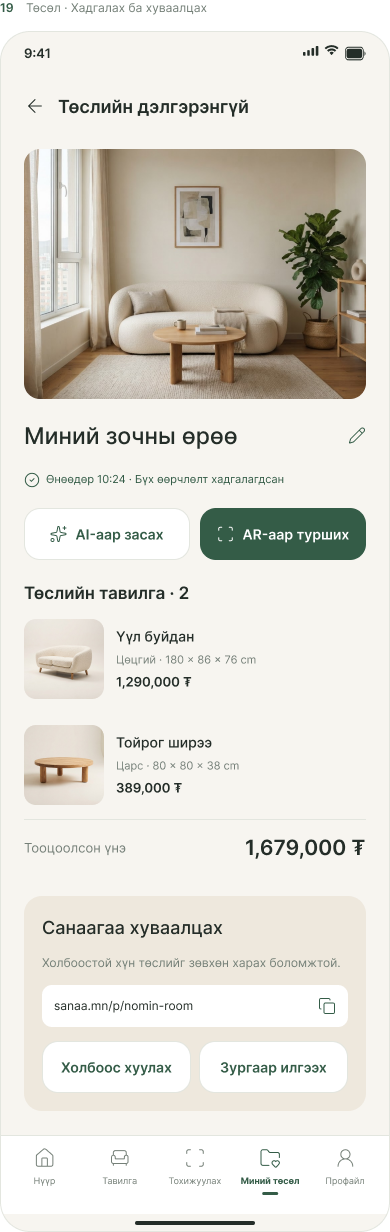 19 Төсөл · Хадгалах ба хуваалцах
9:41
Төслийн дэлгэрэнгүй
Миний зочны өрөө
Өнөөдөр 10:24 · Бүх өөрчлөлт хадгалагдсан
AI-аар засах
AR-аар турших
Төслийн тавилга · 2
Үүл буйдан
Цөцгий · 180 × 86 × 76 cm
1,290,000 ₮
Тойрог ширээ
Царс · 80 × 80 × 38 cm
389,000 ₮
Тооцоолсон үнэ 1,679,000 ₮
Санаагаа хуваалцах
Холбоостой хүн төслийг зөвхөн харах боломжтой.
sanaa.mn/p/nomin-room
Холбоос хуулах
Зургаар илгээх
Нүүр
Тавилга
Тохижуулах
Миний төсөл
Профайл